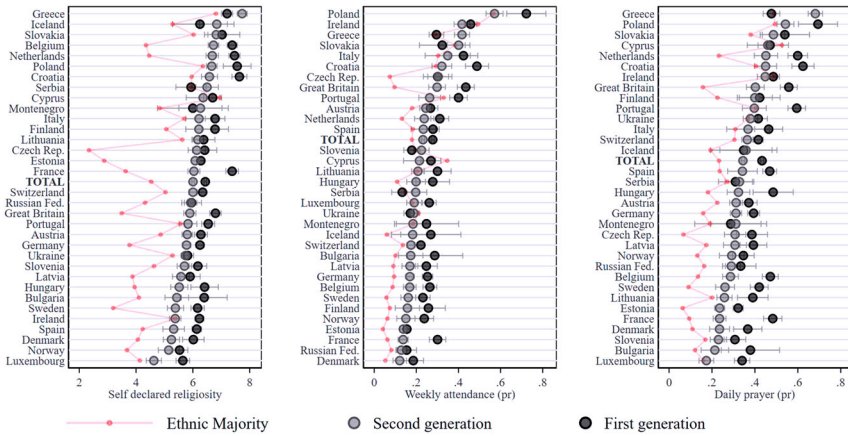 Greece
Iceland
Slovakia
Belgium
Netherlands
Poland
Croatia
Serbia
Cyprus
Montenegro
Italy
Finland
Lithuania
Czech Rep.
Estonia
France
TOTAL
Switzerland
Russian Fed.
Great Britain
Portugal
Austria
Germany
Ukraine
Slovenia
Latvia
Hungary
Bulgaria
Sweden
Ireland
Spain
Denmark
Norway
Luxembourg
2 4 6 8
Self declared religiosity
Poland
Ireland
Greece
Slovakia
Italy
Croatia
Czech Rep.
Great Britain
Portugal
Austria
Netherlands
Spain
TOTAL
Slovenia
Cyprus
Lithuania
Hungary
Serbia
Luxembourg
Ukraine
Montenegro
Iceland
Switzerland
Bulgaria
Latvia
Germany
Belgium
Sweden
Finland
Norway
Estonia
France
Russian Fed.
Denmark
0 .2 .4 .6 .8
Weekly attendance (pr)
Greece
Poland
Slovakia
Cyprus
Netherlands
Croatia
Ireland
Great Britain
Finland
Portugal
Ukraine
Italy
Switzerland
Iceland
TOTAL
Spain
Serbia
Hungary
Austria
Germany
Montenegro
Czech Rep.
Latvia
Norway
Russian Fed.
Belgium
Sweden
Lithuania
Estonia
France
Denmark
Slovenia
Bulgaria
Luxembourg
0 .2 .4 .6 .8
Daily prayer (pr)
Ethnic Majority
Second generation
First generation